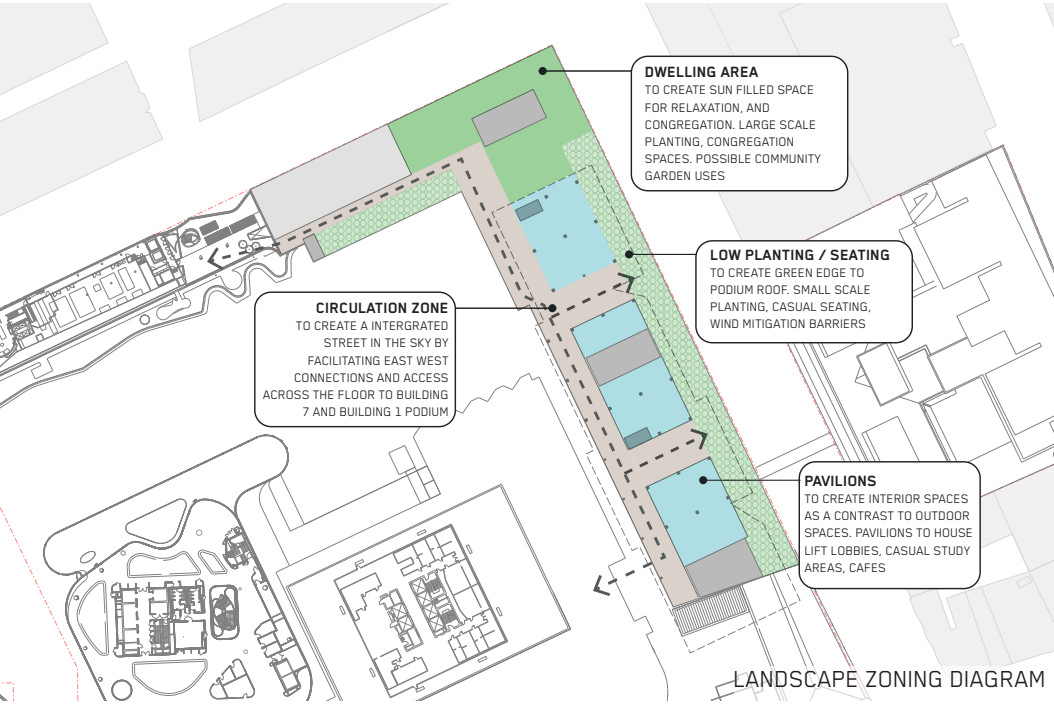 DWELLING AREA
TO CREATE SUN FILLED SPACE
FOR RELAXATION, AND
CONGREGATION. LARGE SCALE
PLANTING, CONGREGATION
SPACES. POSSIBLE COMMUNITY
GARDEN USES
LOW PLANTING / SEATING
TO CREATE GREEN EDGE TO
PODIUM ROOF. SMALL SCALE
PLANTING, CASUAL SEATING,
WIND MITIGATION BARRIERS
CIRCULATION ZONE
TO CREATE A INTERGRATED
STREET IN THE SKY BY
FACILITATING EAST WEST
CONNECTIONS AND ACCESS
ACROSS THE FLOOR TO BUILDING
7 AND BUILDING 1 PODIUM
PAVILIONS
TO CREATE INTERIOR SPACES
AS A CONTRAST TO OUTDOOR
SPACES. PAVILIONS TO HOUSE
LIFT LOBBIES, CASUAL STUDY
AREAS, CAFES
LANDSCAPE ZONING DIAGRAM